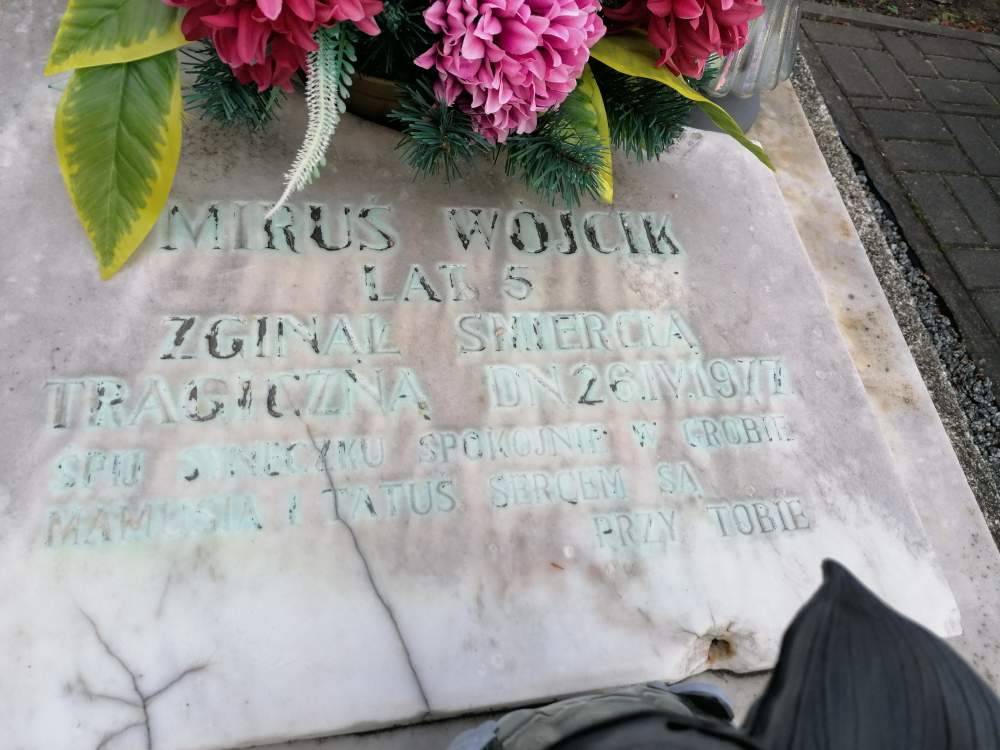 MIRUŚ WÓJCIK
LAT 5
ZGINĄŁ ŚMIERCIĄ
TRAGICZNĄ DN 26.IV.1977
ŚPIJ SYNECZKU SPOKOJNIE W GROBIE
MAMUSIA I TATUŚ SERCEM SĄ
PRZY TOBIE